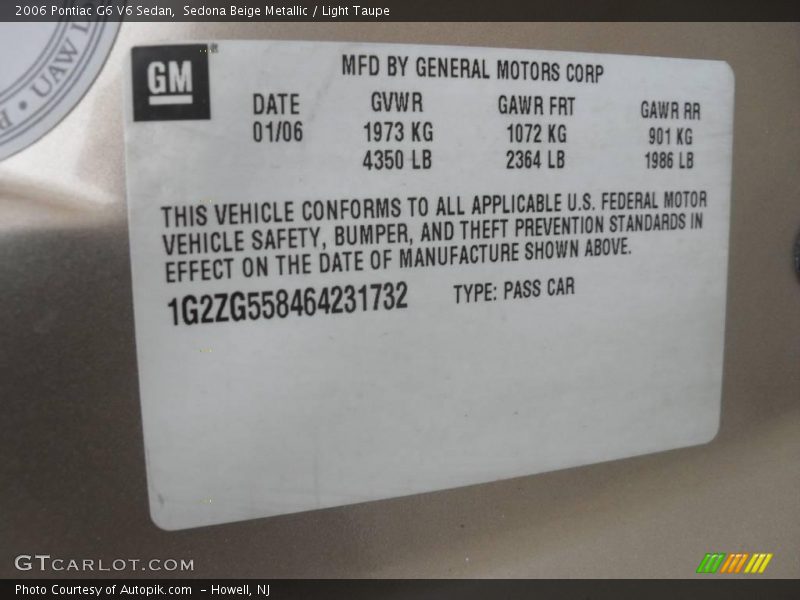 2006 Pontiac G6 V6 Sedan,  Sedona Beige Metallic / Light Taupe
UAW
GM
MFD BY GENERAL MOTORS CORP
DATE GVWR GAWR FRT GAWR RR
01/06 1973 KG 1072 KG 901 KG
4350 LB 2364 LB 1986 LB
THIS VEHICLE CONFORMS TO ALL APPLICABLE U.S. FEDERAL MOTOR
VEHICLE SAFETY, BUMPER, AND THEFT PREVENTION STANDARDS IN
EFFECT ON THE DATE OF MANUFACTURE SHOWN ABOVE.
1G2ZG558464231732 TYPE: PASS CAR
GTCARLOT.COM
Photo Courtesy of Autopik.com  – Howell, NJ